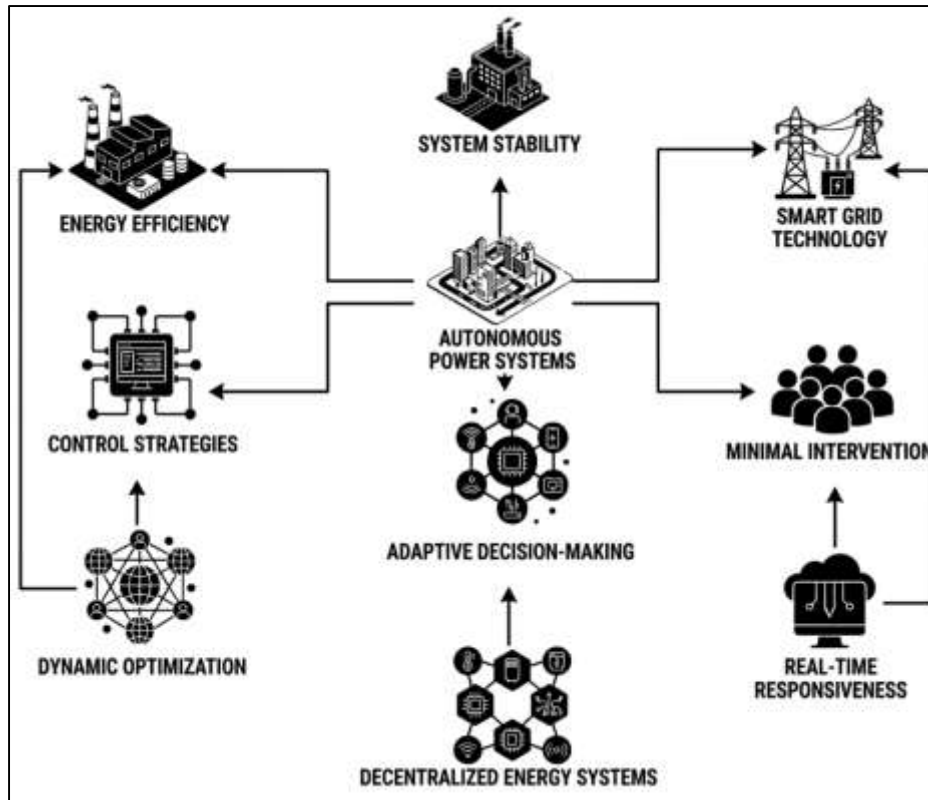 SYSTEM STABILITY
ENERGY EFFICIENCY
SMART GRID
TECHNOLOGY
AUTONOMOUS
POWER SYSTEMS
CONTROL STRATEGIES
MINIMAL INTERVENTION
ADAPTIVE DECISION-MAKING
DYNAMIC OPTIMIZATION
REAL-TIME
RESPONSIVENESS
DECENTRALIZED ENERGY SYSTEMS